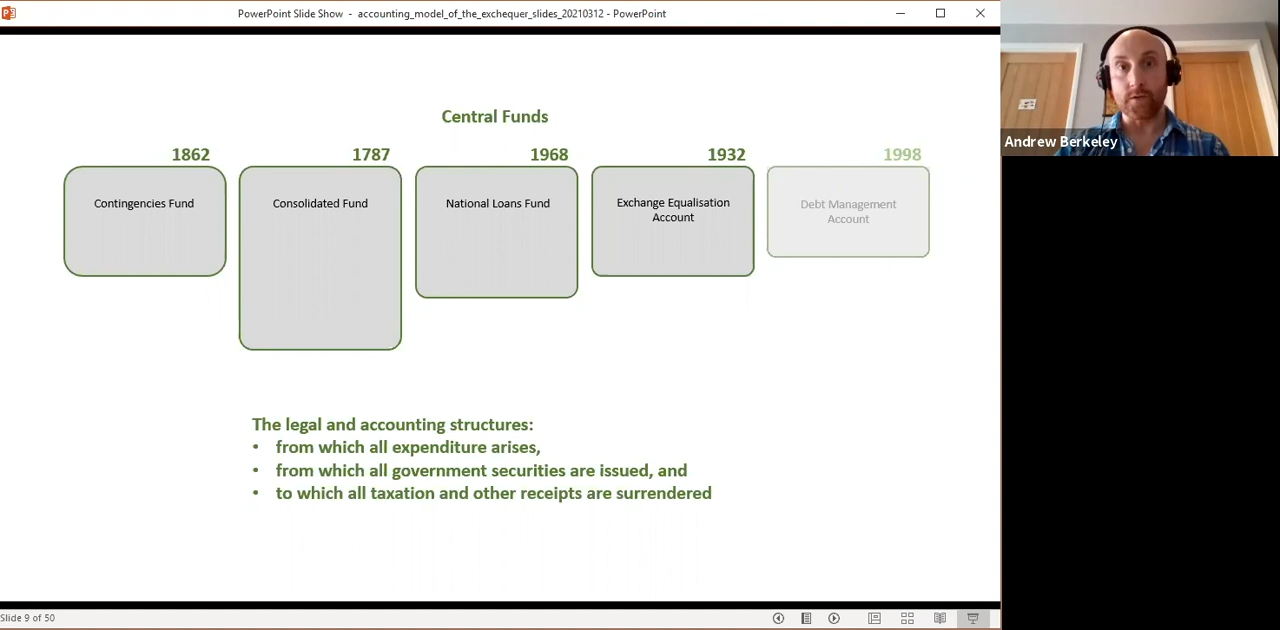 PowerPoint Slide Show - accounting_model_of_the_exchequer_slides_20210312 - PowerPoint
Andrew Berkeley
Central Funds
1862
1787
1968
1932
1998
Contingencies Fund
Consolidated Fund
National Loans Fund
Exchange Equalisation
Account
Debt Management
Account
The legal and accounting structures:
• from which all expenditure arises,
• from which all government securities are issued, and
• to which all taxation and other receipts are surrendered
Slide 9 of 50